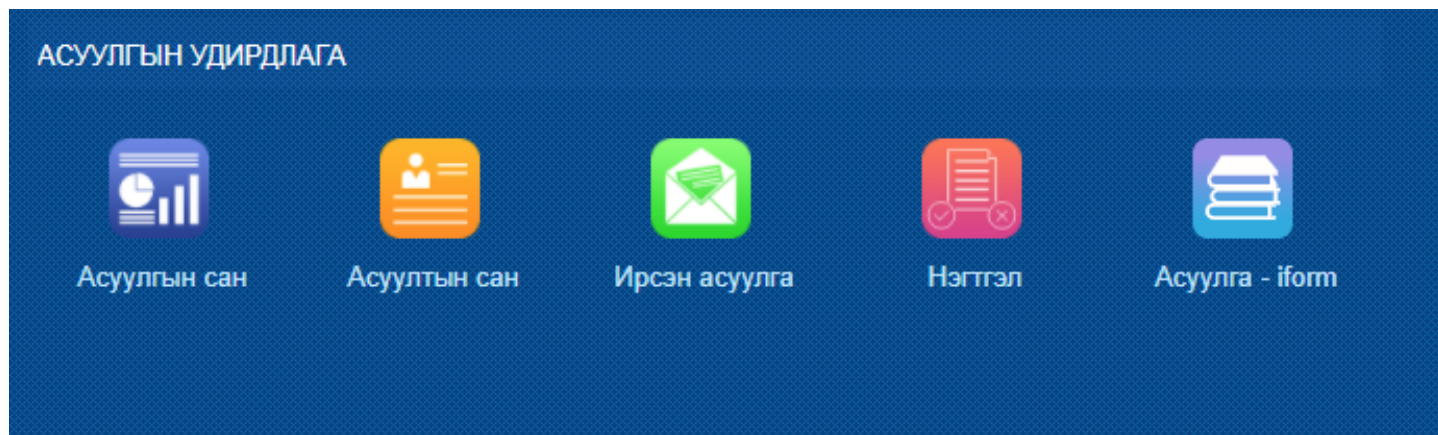 АСУУЛГЫН УДИРДЛАГА
Асуулгын сан
Асуултын сан
Ирсэн асуулга
Нэгтгэл
Асуулга - iform